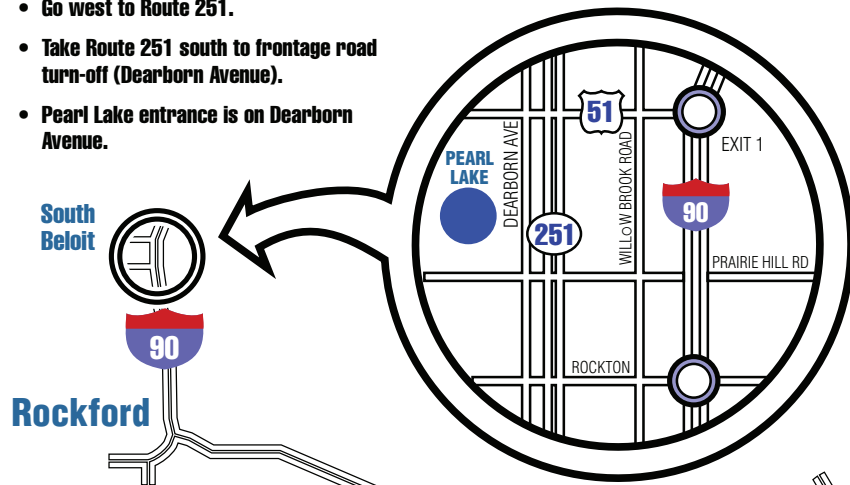 • Go west to Route 251.
• Take Route 251 south to frontage road
turn-off (Dearborn Avenue).
• Pearl Lake entrance is on Dearborn
Avenue.
51
EXIT 1
PEARL
LAKE
DEARBORN AVE
WILLoW BROOK ROAD
90
251
PRAIRIE HILL RD
ROCKTON
South
Beloit
90
Rockford